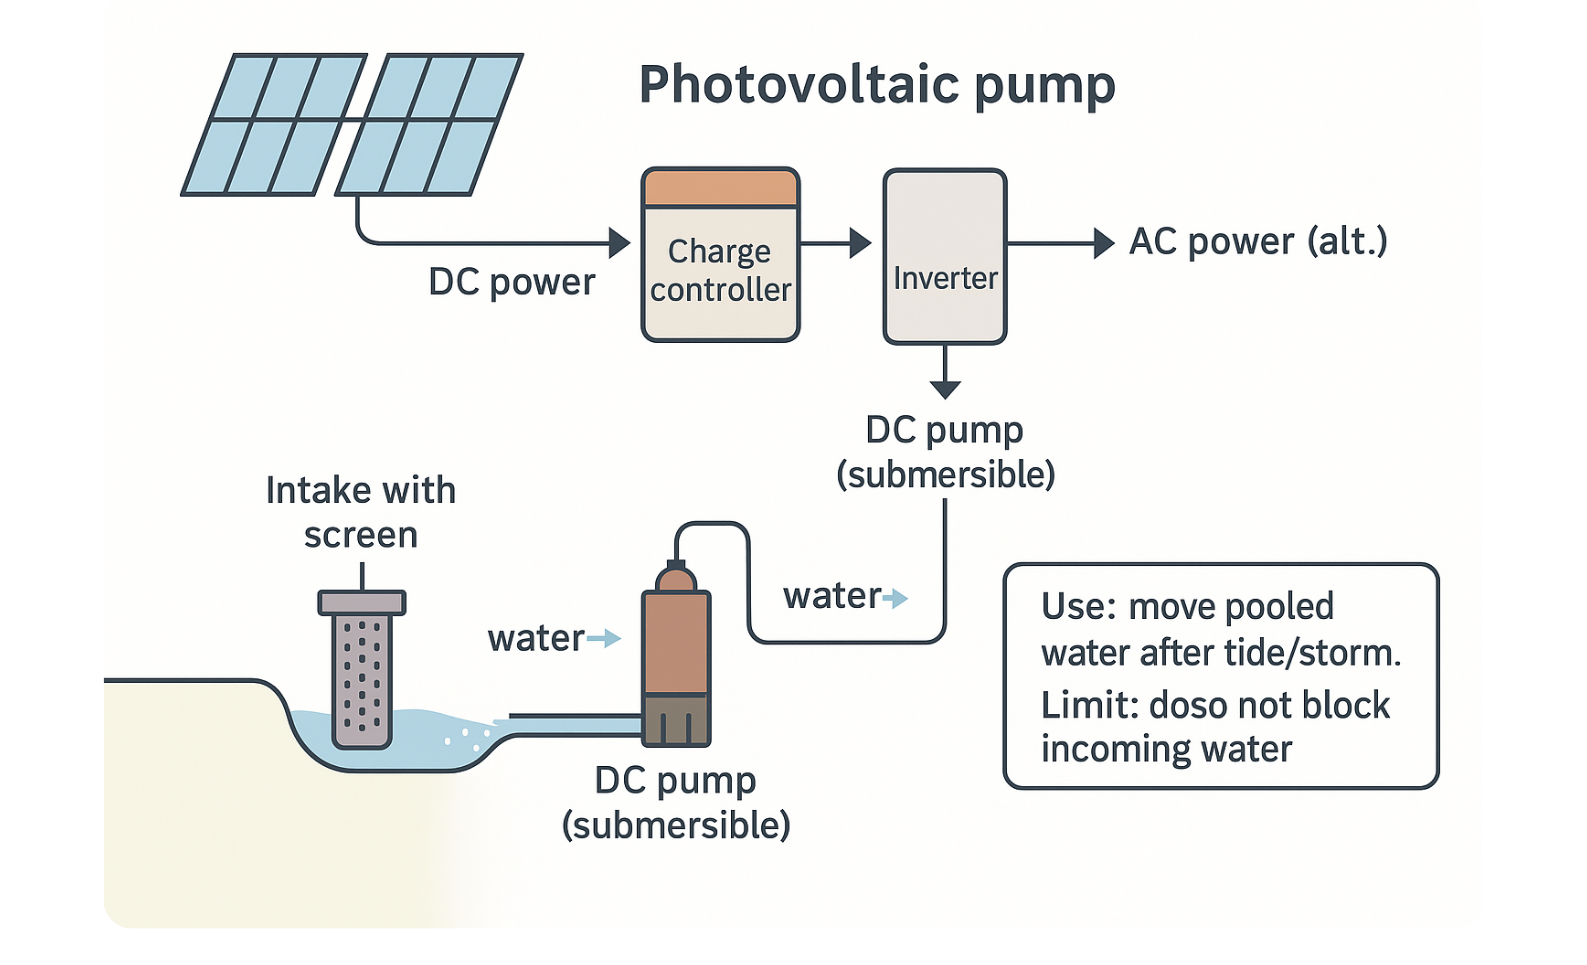 Photovoltaic pump
DC power
Charge
controller
Inverter
AC power (alt.)
DC pump
(submersible)
Intake with
screen
water
water
DC pump
(submersible)
Use: move pooled
water after tide/storm.
Limit: doso not block
incoming water